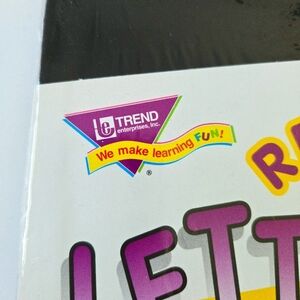 TREND
enterprises, Inc.
We make learning FUN!
®
LETT